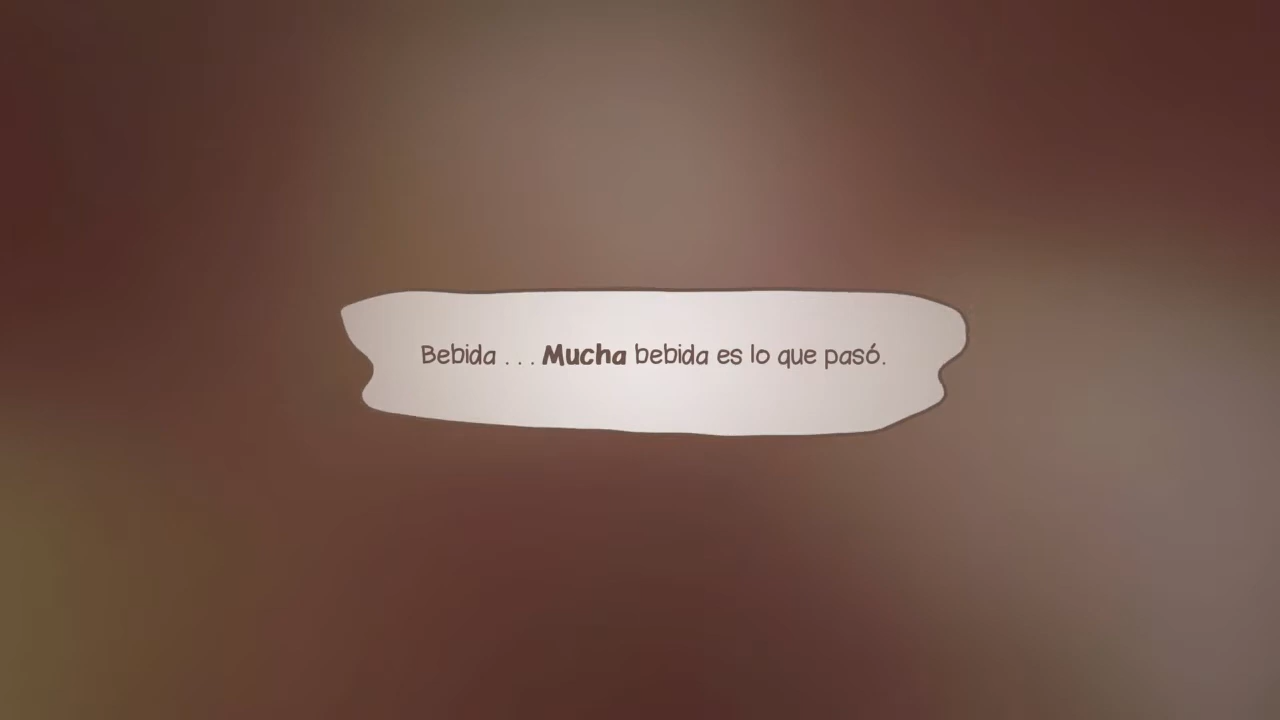 Bebida . . . Mucha bebida es lo que pasó.